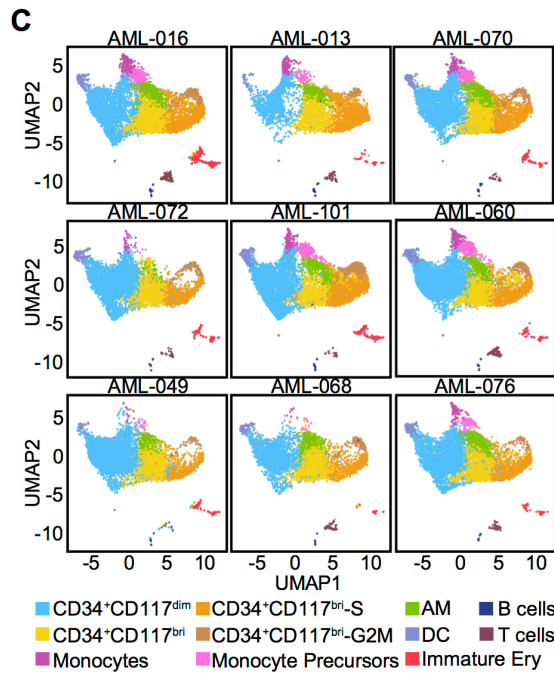 C
AML-016 AML-013 AML-070
5
0
-5
-10
UMAP2
AML-072 AML-101 AML-060
5
0
-5
-10
UMAP2
AML-049 AML-068 AML-076
5
0
-5
-10
UMAP2
-5 0 5 10 -5 0 5 10 -5 0 5 10
UMAP1
CD34⁺CD117ᵈⁱᵐ CD34⁺CD117ᵇʳⁱ-S AM B cells
CD34⁺CD117ᵇʳⁱ CD34⁺CD117ᵇʳⁱ-G2M DC T cells
Monocytes Monocyte Precursors Immature Ery